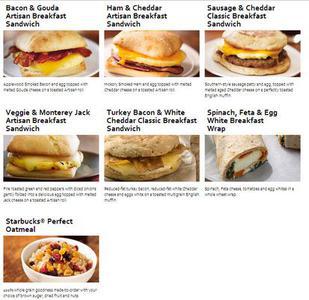 Bacon & Gouda
Artisan Breakfast
Sandwich
Ham & Cheddar
Artisan Breakfast
Sandwich
Sausage & Cheddar
Classic Breakfast
Sandwich
Applewood Smoked Bacon and egg topped with
melted Gouda cheese on a toasted Artisan roll.
Hickory Smoked Ham and egg topped with melted
Cheddar cheese on a toasted Artisan roll.
Southern-style sausage patty and egg, topped with
melted aged Cheddar cheese on a perfectly toasted
English muffin.
Veggie & Monterey Jack
Artisan Breakfast
Sandwich
Turkey Bacon & White
Cheddar Classic Breakfast
Sandwich
Spinach, Feta & Egg
White Breakfast
Wrap
Fire toasted green and red peppers with diced onions
gently folded into a delicious egg topped with melted
Jack cheese on a toasted Artisan roll.
Reduced-fat turkey bacon, reduced-fat white Cheddar
cheese and eggs white on a toasted multigrain English
muffin.
Spinach, Feta cheese, tomatoes and egg whites in a
whole wheat wrap.
Starbucks® Perfect
Oatmeal
100% whole grain goodness made-to-order with your
choice of brown sugar, dried fruit and nuts.